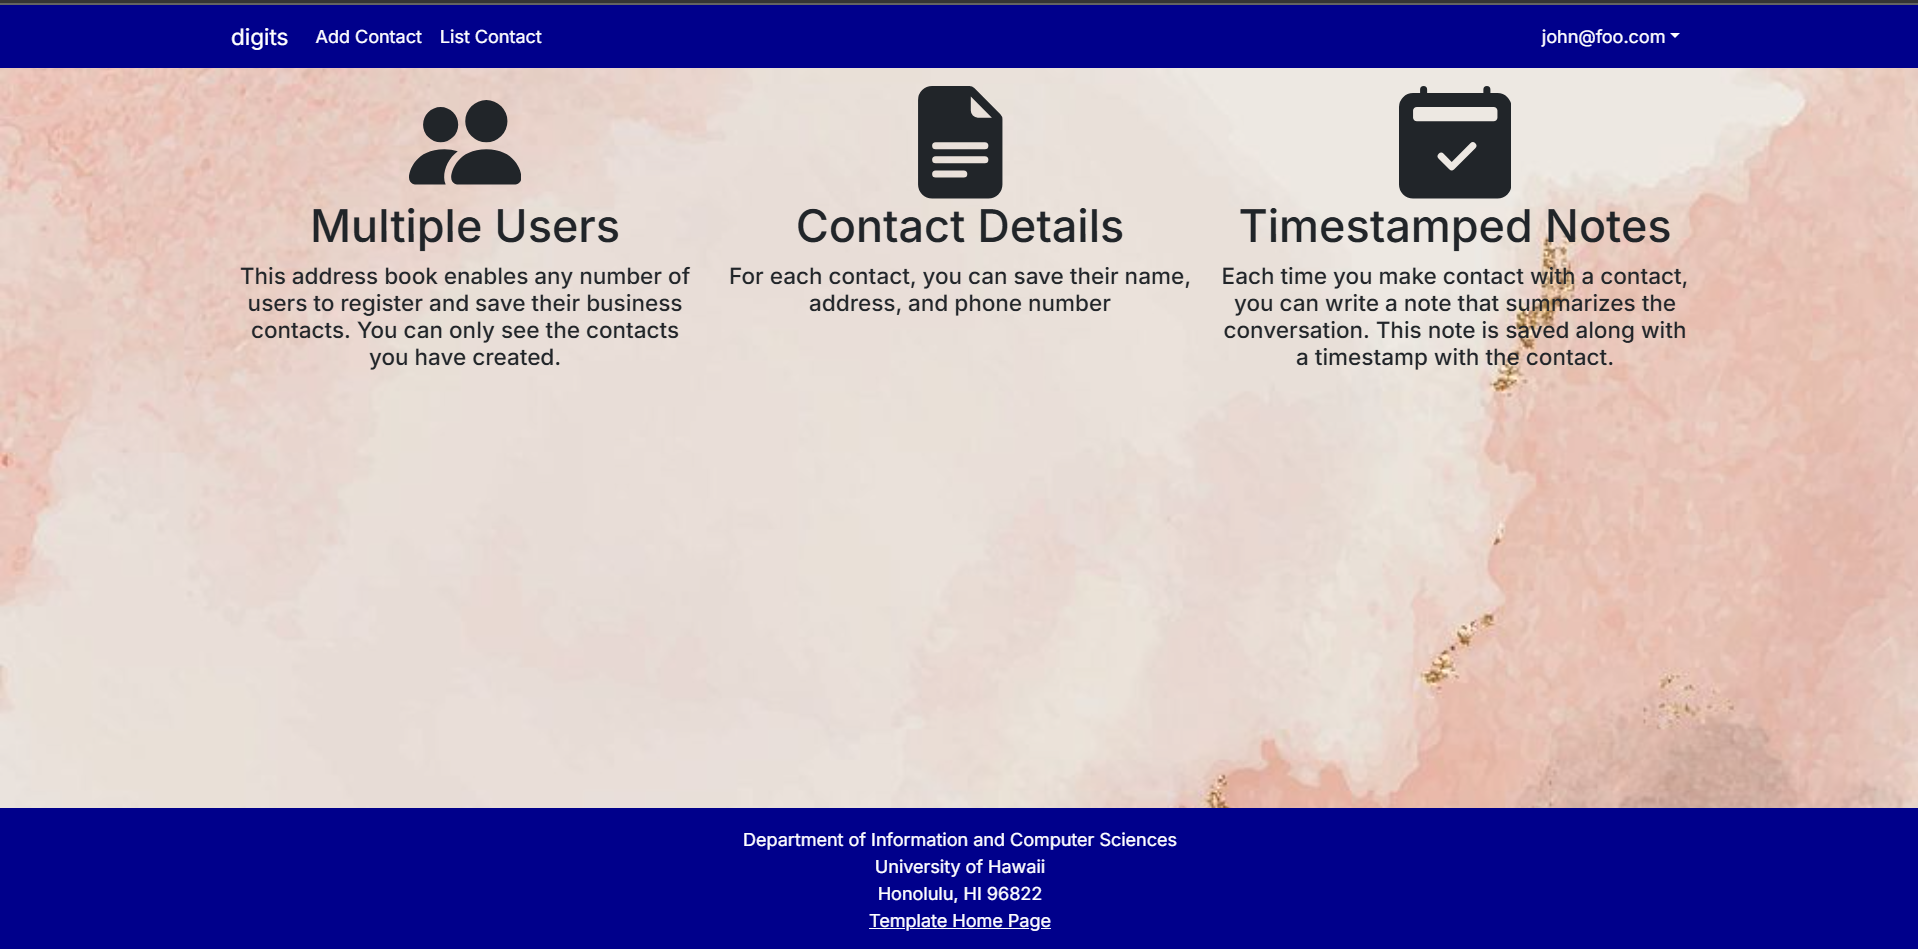 digits Add Contact List Contact john@foo.com
Multiple Users
This address book enables any number of
users to register and save their business
contacts. You can only see the contacts
you have created.
Contact Details
For each contact, you can save their name,
address, and phone number
Timestamped Notes
Each time you make contact with a contact,
you can write a note that summarizes the
conversation. This note is saved along with
a timestamp with the contact.
Department of Information and Computer Sciences
University of Hawaii
Honolulu, HI 96822
Template Home Page